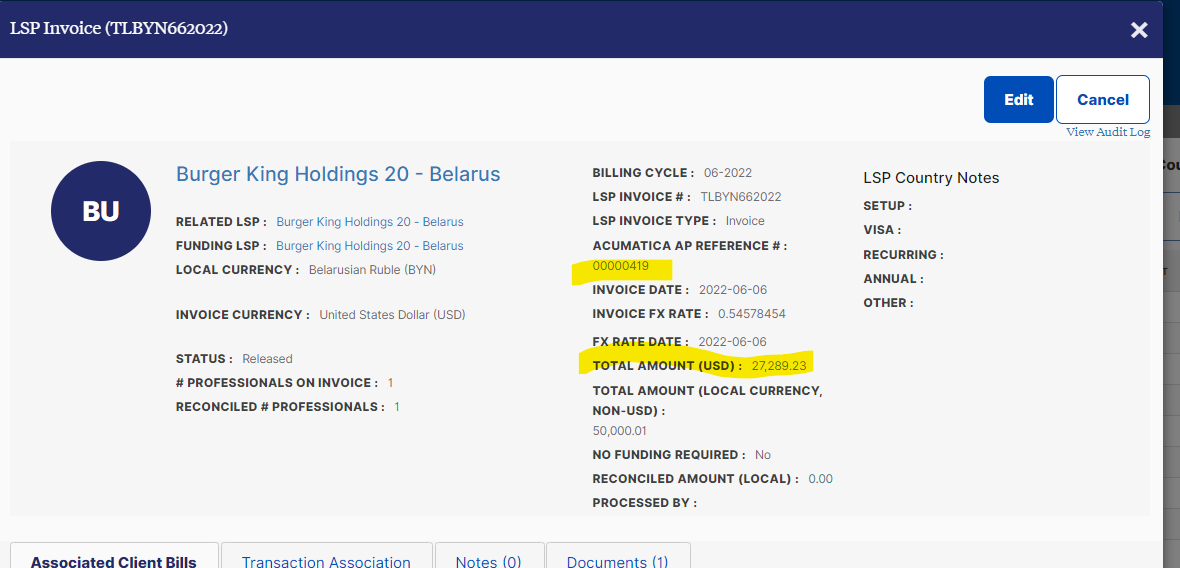 LSP Invoice (TLBYN662022)
Edit
Cancel
View Audit Log
BU
Burger King Holdings 20 - Belarus
RELATED LSP : Burger King Holdings 20 - Belarus
FUNDING LSP : Burger King Holdings 20 - Belarus
LOCAL CURRENCY : Belarusian Ruble (BYN)
INVOICE CURRENCY : United States Dollar (USD)
STATUS : Released
# PROFESSIONALS ON INVOICE : 1
RECONCILED # PROFESSIONALS : 1
BILLING CYCLE : 06-2022
LSP INVOICE # : TLBYN662022
LSP INVOICE TYPE : Invoice
ACUMATICA AP REFERENCE # :
00000419
INVOICE DATE : 2022-06-06
INVOICE FX RATE : 0.54578454
FX RATE DATE : 2022-06-06
TOTAL AMOUNT (USD) : 27,289.23
TOTAL AMOUNT (LOCAL CURRENCY,
NON-USD) :
50,000.01
NO FUNDING REQUIRED : No
RECONCILED AMOUNT (LOCAL) : 0.00
PROCESSED BY :
LSP Country Notes
SETUP :
VISA :
RECURRING :
ANNUAL :
OTHER :
Associated Client Bills
Transaction Association
Notes (0)
Documents (1)